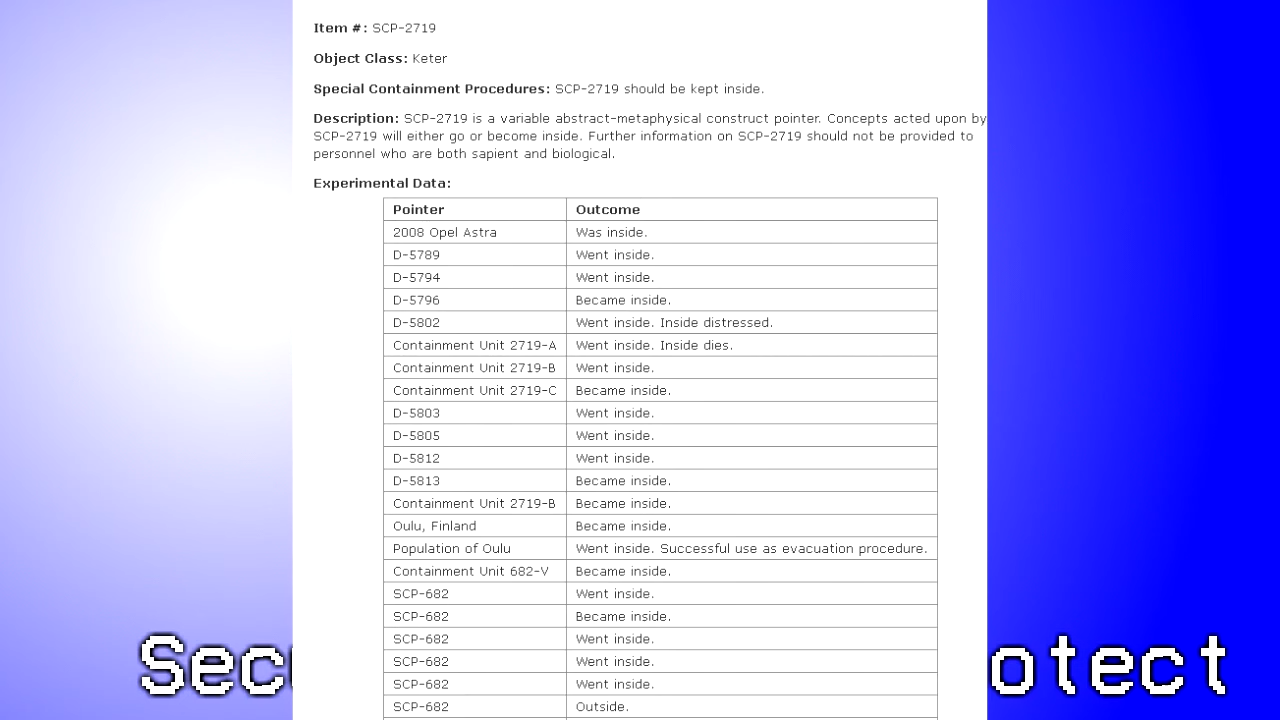 Item #: SCP-2719
Object Class: Keter
Special Containment Procedures: SCP-2719 should be kept inside.
Description: SCP-2719 is a variable abstract-metaphysical construct pointer. Concepts acted upon by
SCP-2719 will either go or become inside. Further information on SCP-2719 should not be provided to
personnel who are both sapient and biological.
Experimental Data:
Pointer Outcome
2008 Opel Astra Was inside.
D-5789 Went inside.
D-5794 Went inside.
D-5796 Became inside.
D-5802 Went inside. Inside distressed.
Containment Unit 2719-A Went inside. Inside dies.
Containment Unit 2719-B Went inside.
Containment Unit 2719-C Became inside.
D-5803 Went inside.
D-5805 Went inside.
D-5812 Went inside.
D-5813 Became inside.
Containment Unit 2719-B Became inside.
Oulu, Finland Became inside.
Population of Oulu Went inside. Successful use as evacuation procedure.
Containment Unit 682-V Became inside.
SCP-682 Went inside.
SCP-682 Became inside.
SCP-682 Went inside.
SCP-682 Went inside.
SCP-682 Went inside.
SCP-682 Outside.
Sec otect